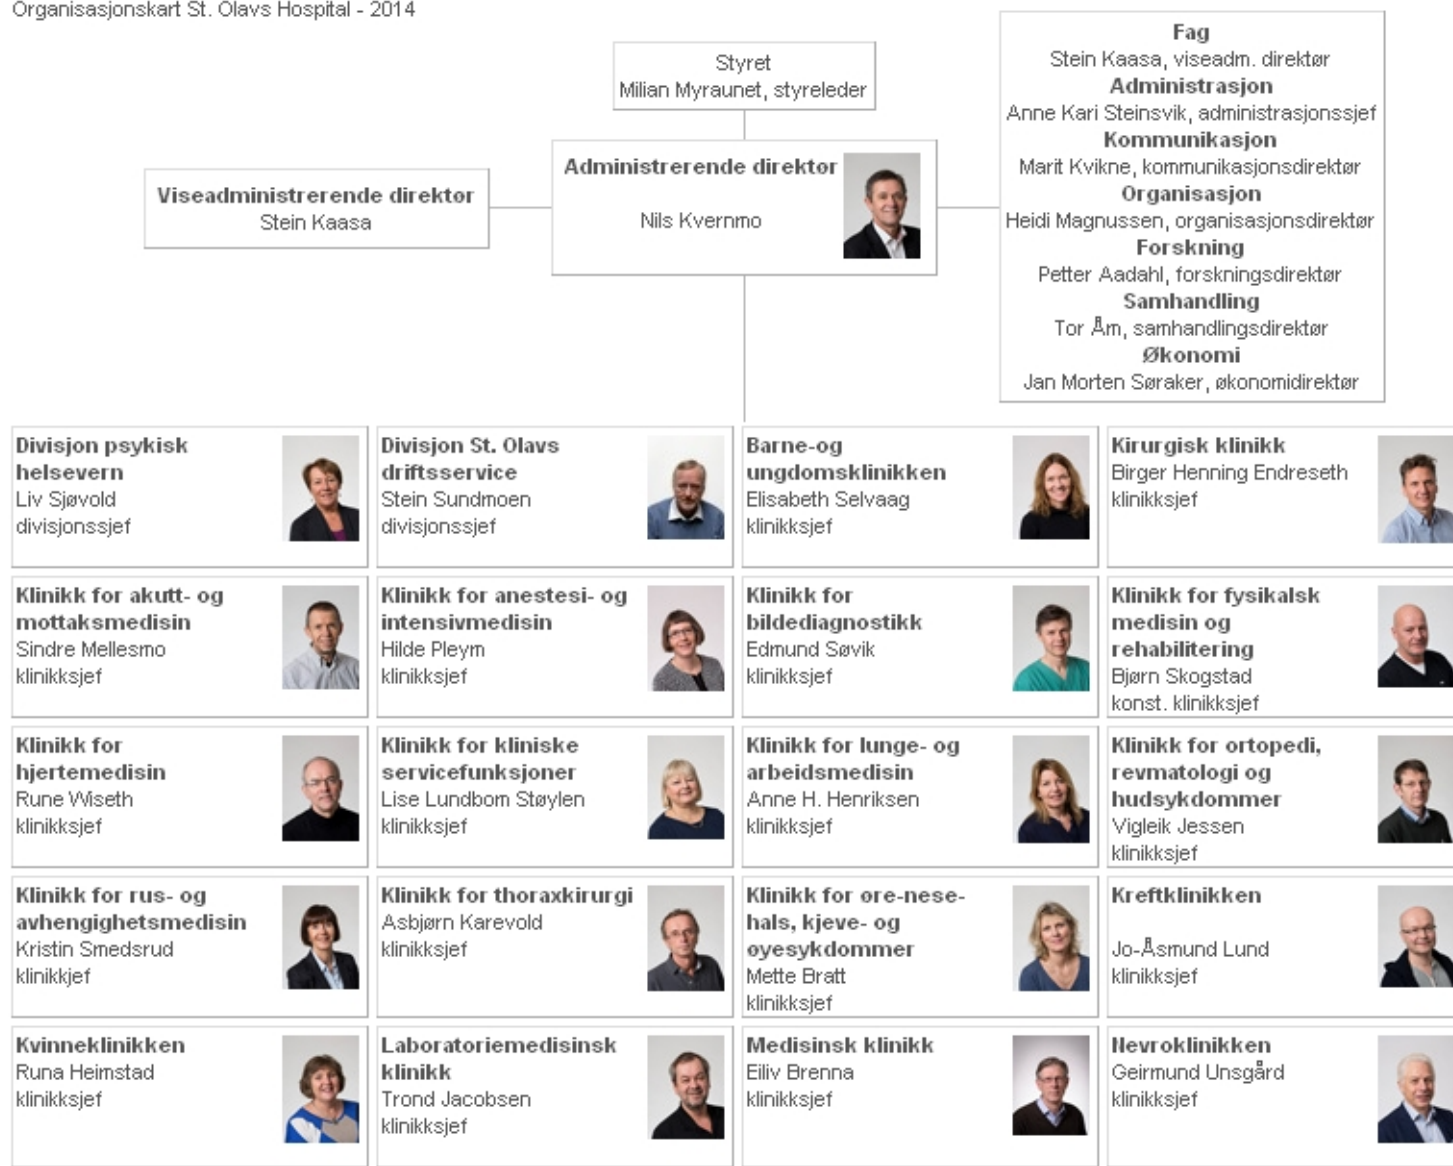 Organisasjonskart St. Olavs Hospital - 2014
Styret
Milian Myraunet, styreleder
Viseadministrerende direktør
Stein Kaasa
Administrerende direktør
Nils Kvernmo
Fag
Stein Kaasa, viseadm. direktør
Administrasjon
Anne Kari Steinsvik, administrasjonssjef
Kommunikasjon
Marit Kvikne, kommunikasjonsdirektør
Organisasjon
Heidi Magnussen, organisasjonsdirektør
Forskning
Petter Aadahl, forskningsdirektør
Samhandling
Tor Åm, samhandlingsdirektør
Økonomi
Jan Morten Søraker, økonomidirektør
Divisjon psykisk
helsevern
Liv Sjøvold
divisjonssjef
Divisjon St. Olavs
driftsservice
Stein Sundmoen
divisjonssjef
Barne-og
ungdomsklinikken
Elisabeth Selvaag
klinikksjef
Kirurgisk klinikk
Birger Henning Endreseth
klinikksjef
Klinikk for akutt- og
mottaksmedisin
Sindre Mellesmo
klinikksjef
Klinikk for anestesi- og
intensivmedisin
Hilde Pleym
klinikksjef
Klinikk for
bildediagnostikk
Edmund Søvik
klinikksjef
Klinikk for fysikalsk
medisin og
rehabilitering
Bjørn Skogstad
konst. klinikksjef
Klinikk for
hjertemedisin
Rune Wiseth
klinikksjef
Klinikk for kliniske
servicefunksjoner
Lise Lundbom Støylen
klinikksjef
Klinikk for lunge- og
arbeidsmedisin
Anne H. Henriksen
klinikksjef
Klinikk for ortopedi,
revmatologi og
hudsykdommer
Vigleik Jessen
klinikksjef
Klinikk for rus- og
avhengighetsmedisin
Kristin Smedsrud
klinikkjef
Klinikk for thoraxkirurgi
Asbjørn Karevold
klinikksjef
Klinikk for øre-nese-
hals, kjeve- og
øyesykdommer
Mette Bratt
klinikksjef
Kreftklinikken
Jo-Åsmund Lund
klinikksjef
Kvinneklinikken
Runa Heimstad
klinikksjef
Laboratoriemedisinsk
klinikk
Trond Jacobsen
klinikksjef
Medisinsk klinikk
Eiliv Brenna
klinikksjef
Nevroklinikken
Geirmund Unsgård
klinikksjef